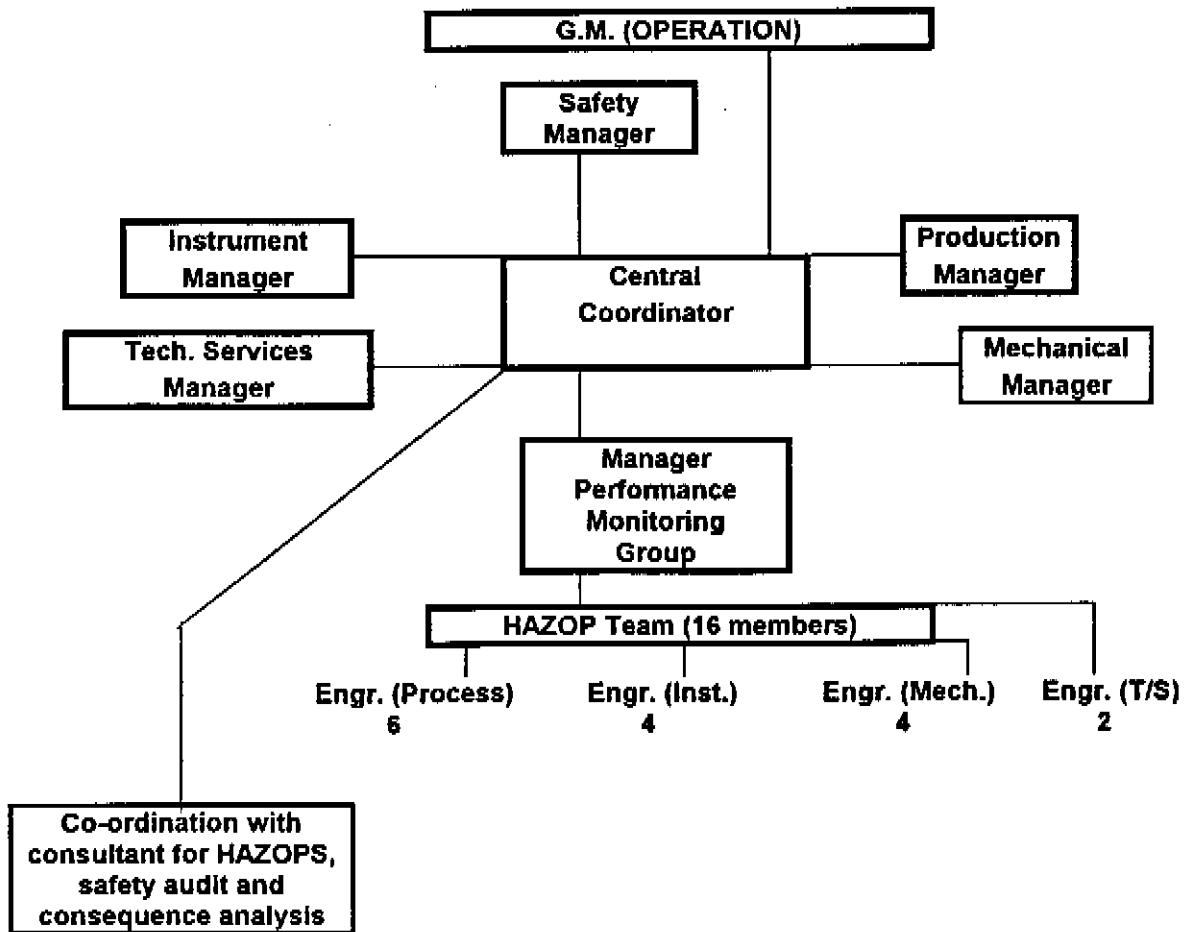 G.M. (OPERATION)
Safety
Manager
Instrument
Manager
Production
Manager
Central
Coordinator
Tech. Services
Manager
Mechanical
Manager
Manager
Performance
Monitoring
Group
HAZOP Team (16 members)
Engr. (Process)
6
Engr. (Inst.)
4
Engr. (Mech.)
4
Engr. (T/S)
2
Co-ordination with
consultant for HAZOPS,
safety audit and
consequence analysis